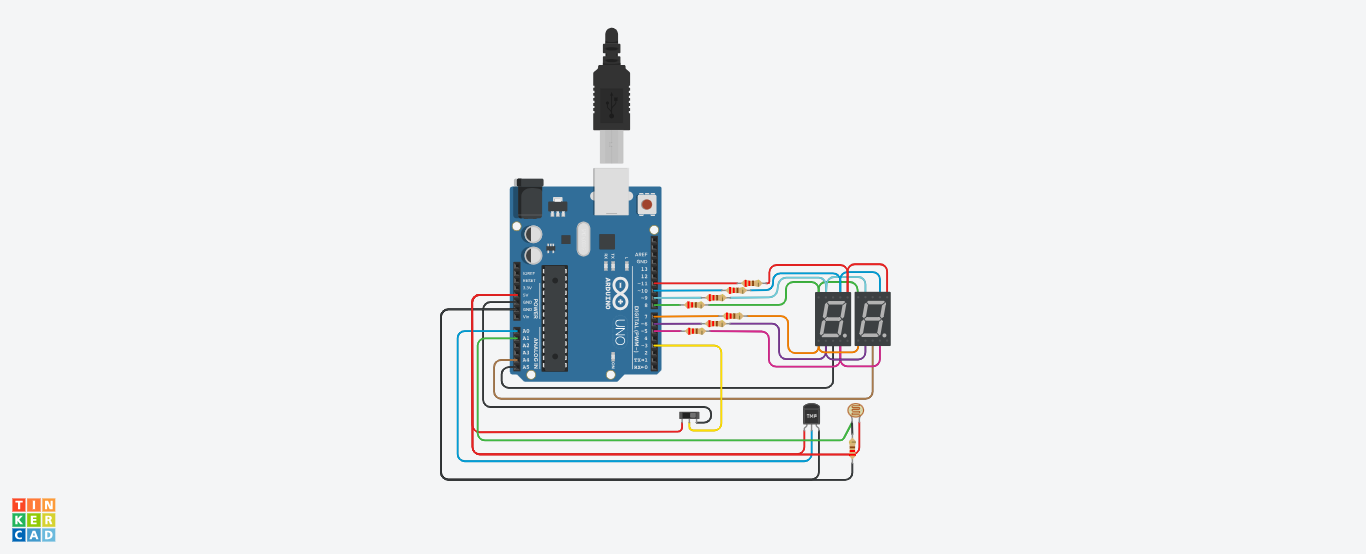 AREF
GND
13
12
~11
~10
~9
8
7
~6
~5
4
~3
2
TX→1
RX←0
IOREF
RESET
3.3V
5V
GND
GND
Vin
A0
A1
A2
A3
A4
A5
POWER
ANALOG IN
DIGITAL (PWM~)
ARDUINO
UNO
TX
RX
L
ON
TMP
TIN
KER
CAD